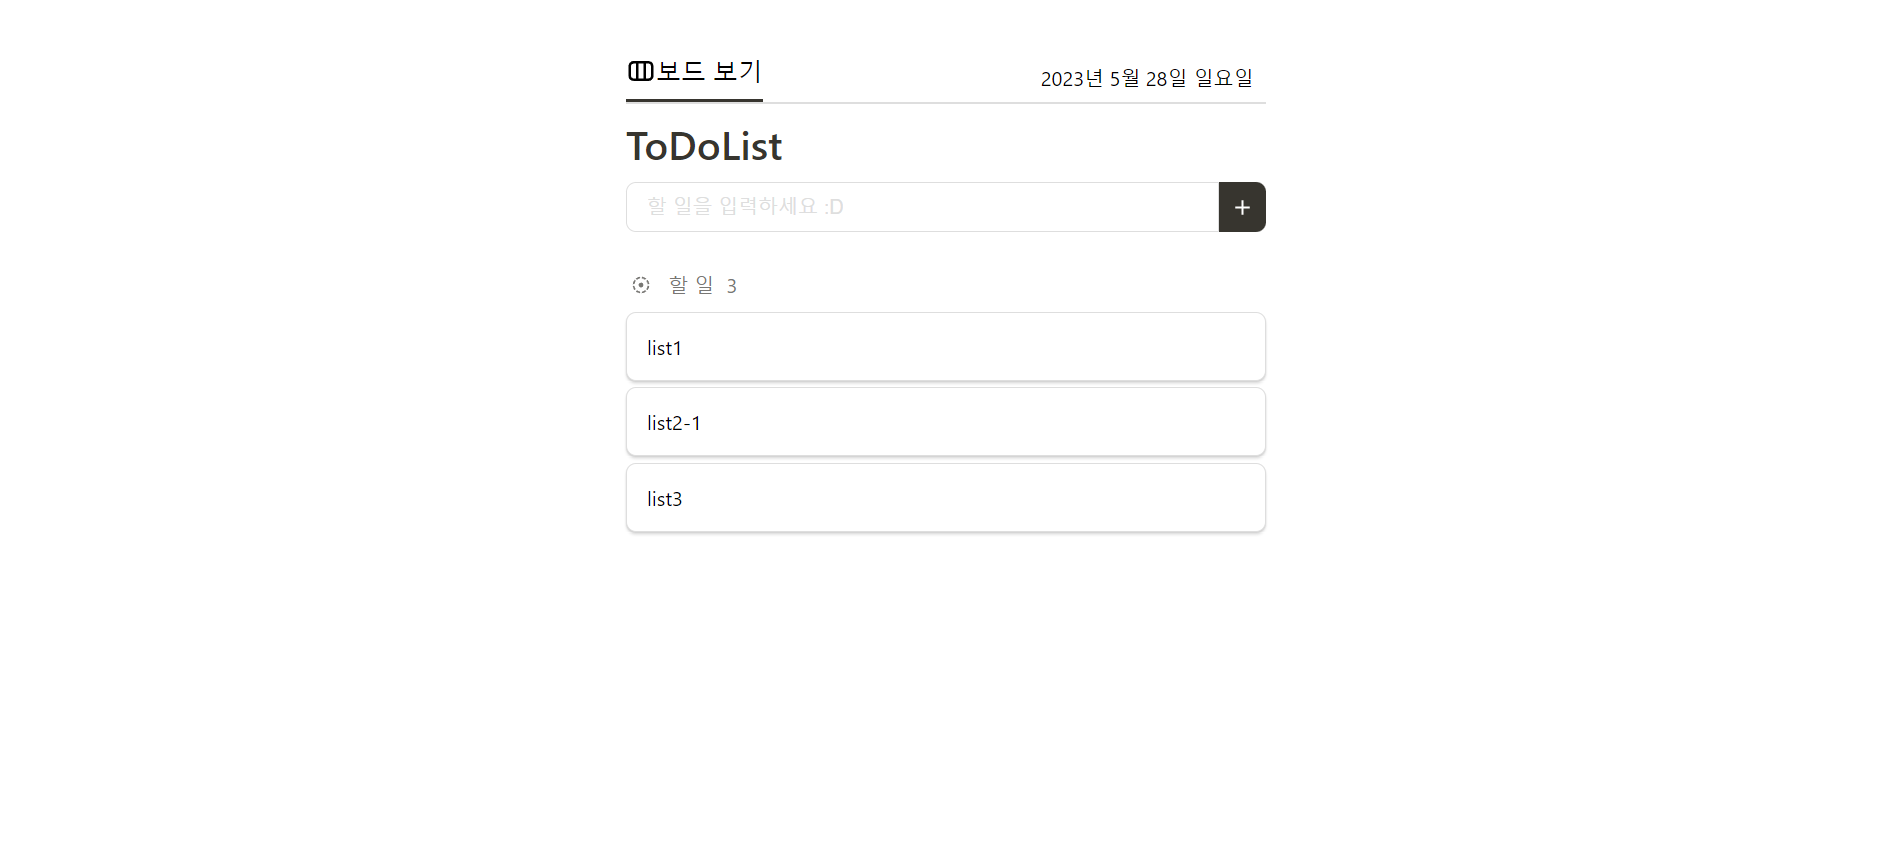 보드 보기
2023년 5월 28일 일요일
ToDoList
할 일을 입력하세요 :D
+
할 일 3
list1
list2-1
list3